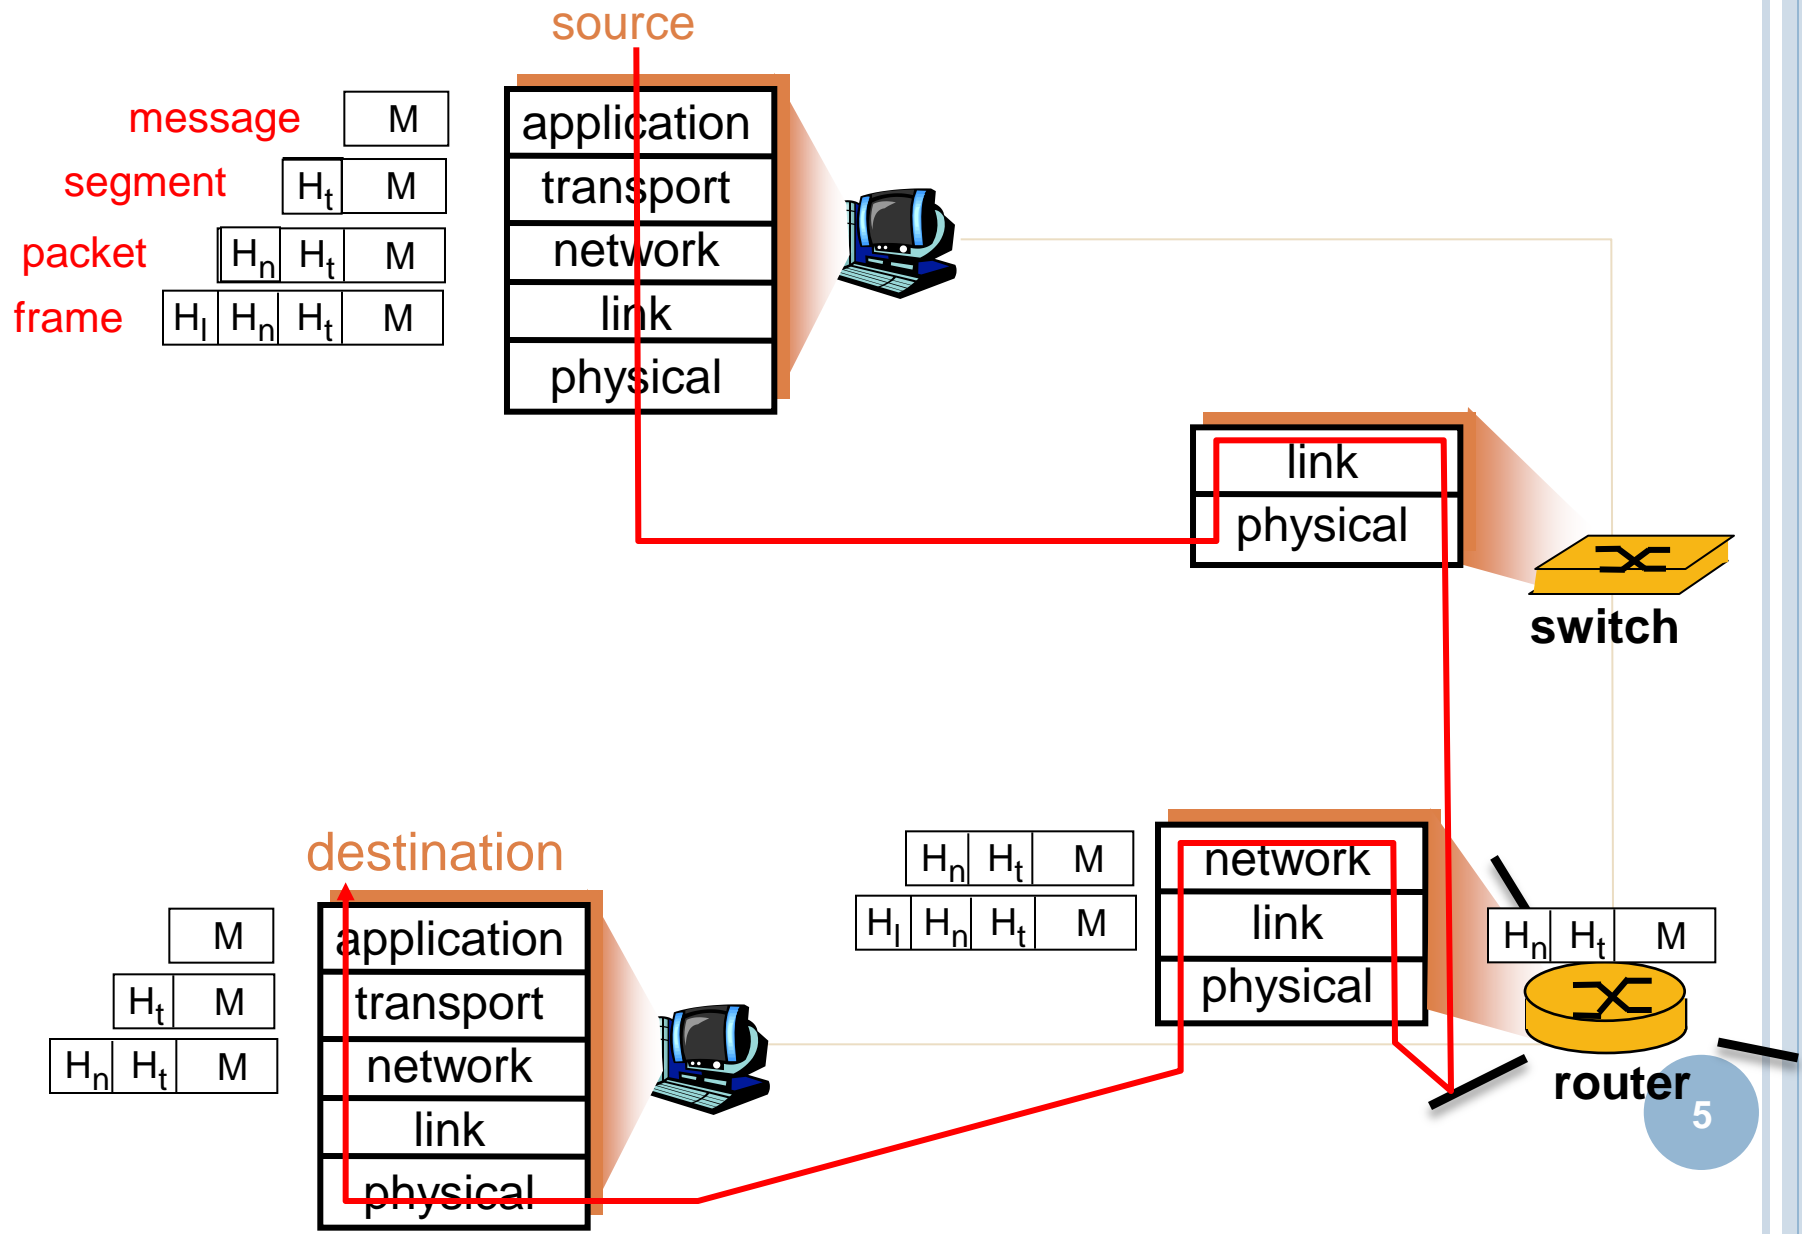 source
message M application
segment Ht M transport
packet Hn Ht M network
frame Hl Hn Ht M link
physical
link
physical
switch
destination
Hn Ht M network
Hl Hn Ht M link
physical
Hn Ht M
router
M application
Ht M transport
Hn Ht M network
link
physical
5